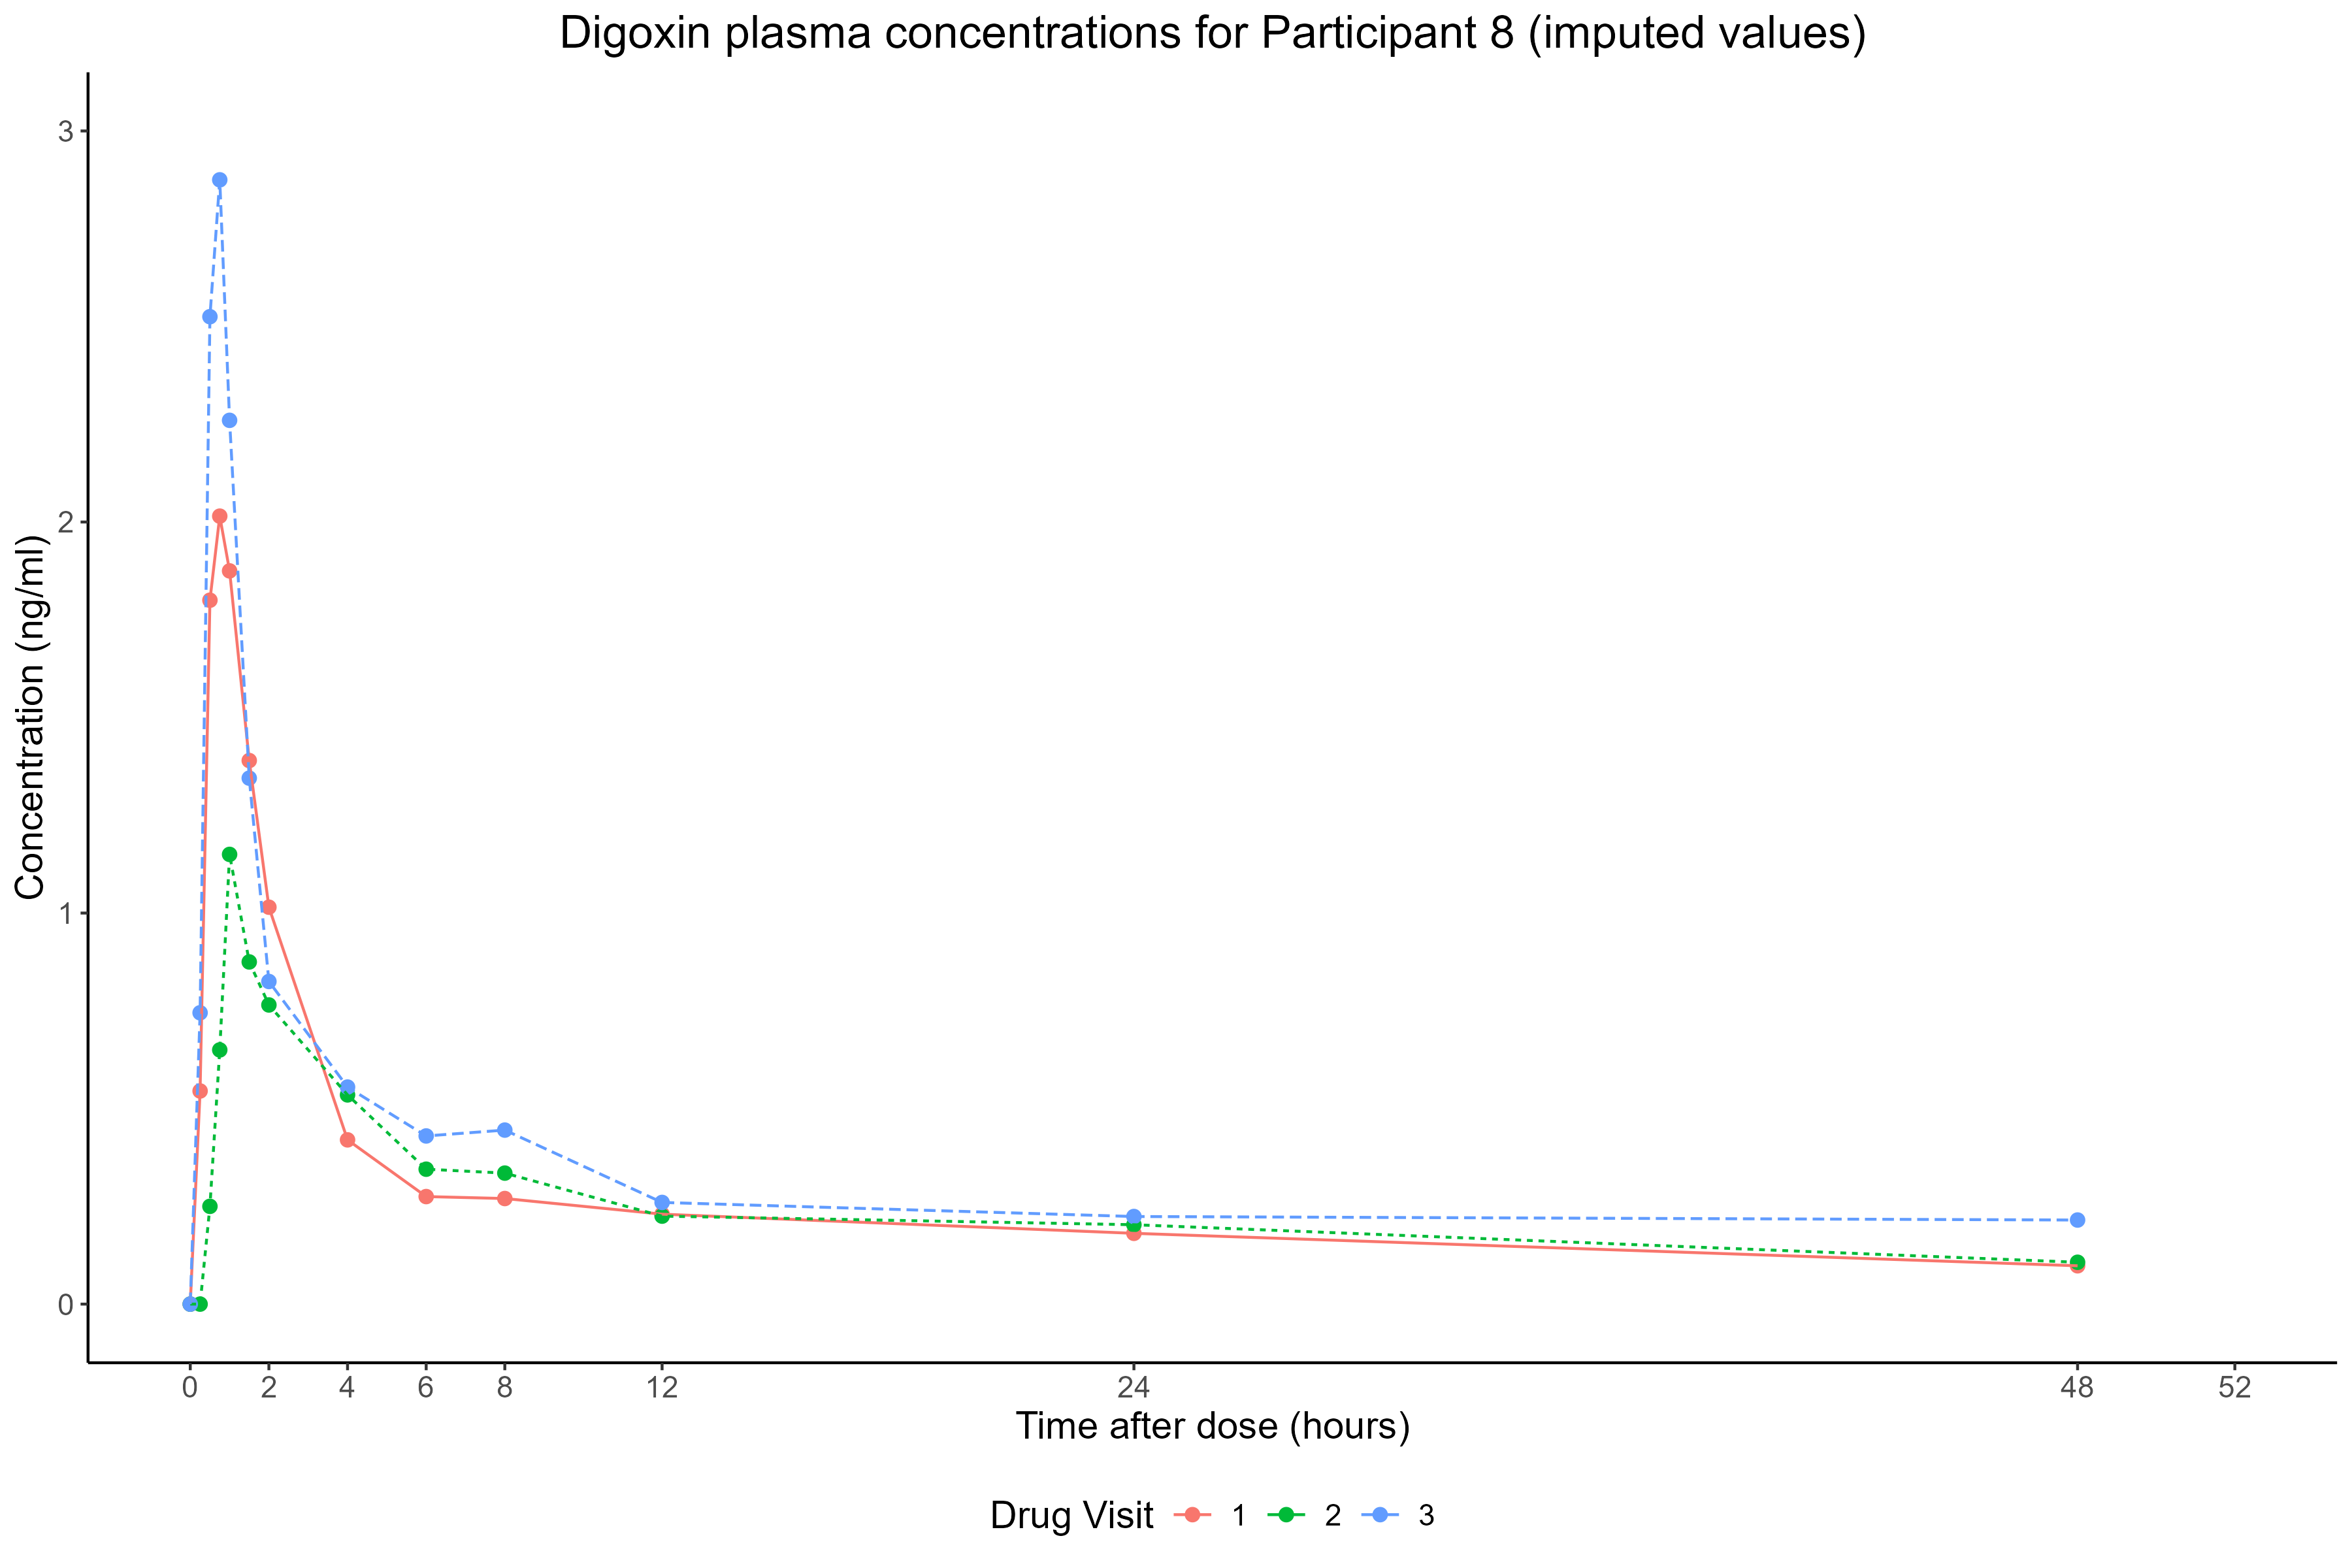 Digoxin plasma concentrations for Participant 8 (imputed values)
Concentration (ng/ml)
3
2
1
0
0 2 4 6 8 12 24 48 52
Time after dose (hours)
Drug Visit 1 2 3